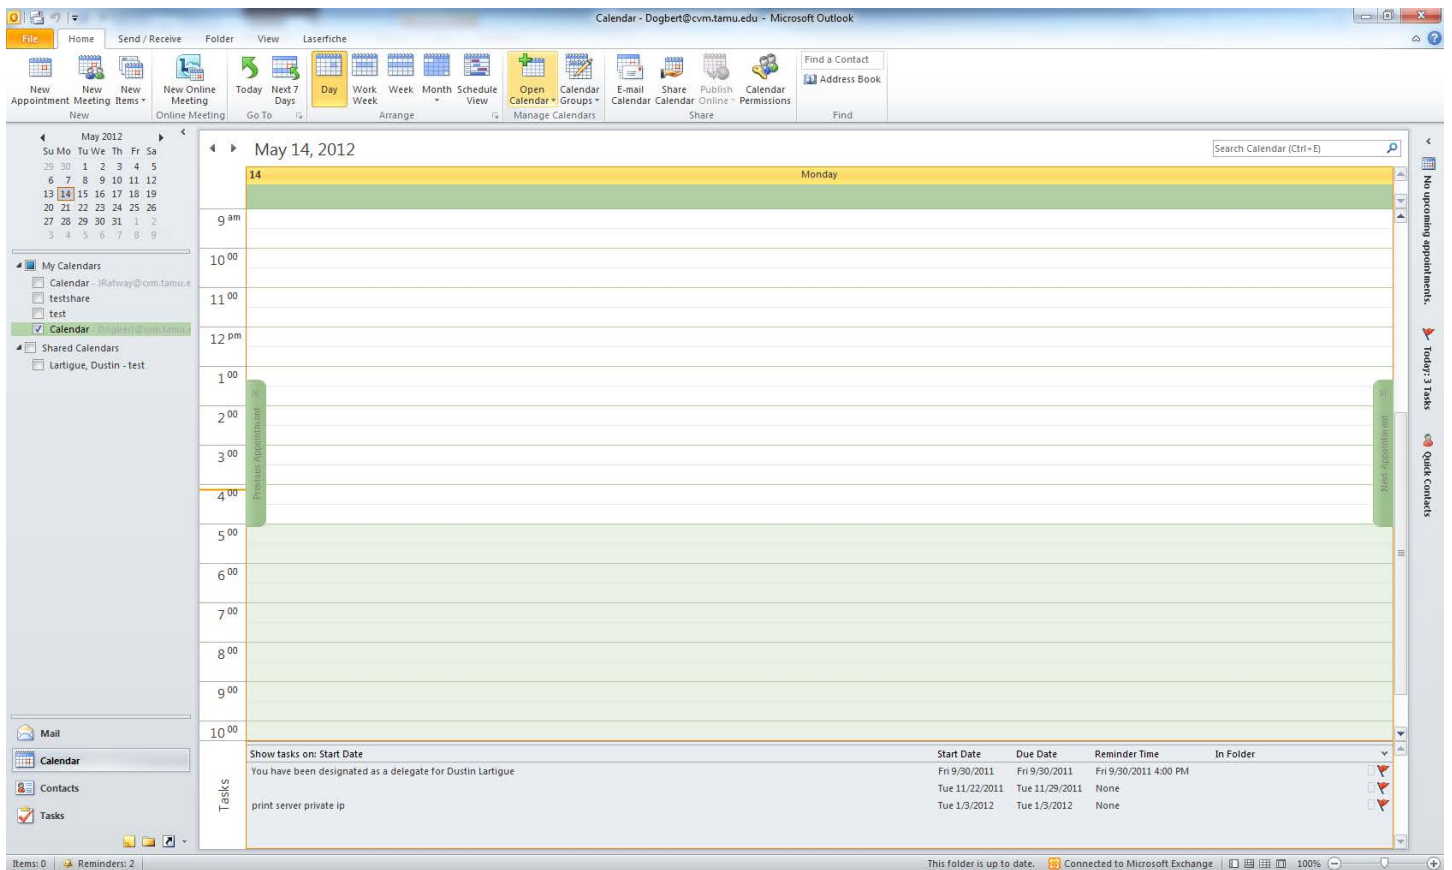 Calendar - Dogbert@cvm.tamu.edu - Microsoft Outlook
File Home Send / Receive Folder View Laserfiche
New Appointment New Meeting New Items New Online Meeting Today Next 7 Days Day Work Week Week Month Schedule View Open Calendar Calendar Groups E-mail Calendar Share Calendar Publish Online Calendar Permissions Find a Contact
Address Book
New Online Meeting Go To Arrange Manage Calendars Share Find
May 2012
Su Mo Tu We Th Fr Sa
29 30 1 2 3 4 5
6 7 8 9 10 11 12
13 14 15 16 17 18 19
20 21 22 23 24 25 26
27 28 29 30 31 1 2
3 4 5 6 7 8 9
My Calendars
Calendar - JRatway@cvm.tamu.e
testshare
test
Calendar - Dogbert@cvm.tamu.
Shared Calendars
Lartigue, Dustin - test
Mail
Calendar
Contacts
Tasks
May 14, 2012
Search Calendar (Ctrl+E)
14 Monday
9 am
10 00
11 00
12 pm
1 00
2 00
3 00
4 00
5 00
6 00
7 00
8 00
9 00
10 00
Previous Appointment
Next Appointment
Tasks
Show tasks on: Start Date Start Date Due Date Reminder Time In Folder
You have been designated as a delegate for Dustin Lartigue Fri 9/30/2011 Fri 9/30/2011 Fri 9/30/2011 4:00 PM
Tue 11/22/2011 Tue 11/29/2011 None
print server private ip Tue 1/3/2012 Tue 1/3/2012 None
No upcoming appointments.
Today: 3 Tasks
Quick Contacts
Items: 0 Reminders: 2 This folder is up to date. Connected to Microsoft Exchange 100%